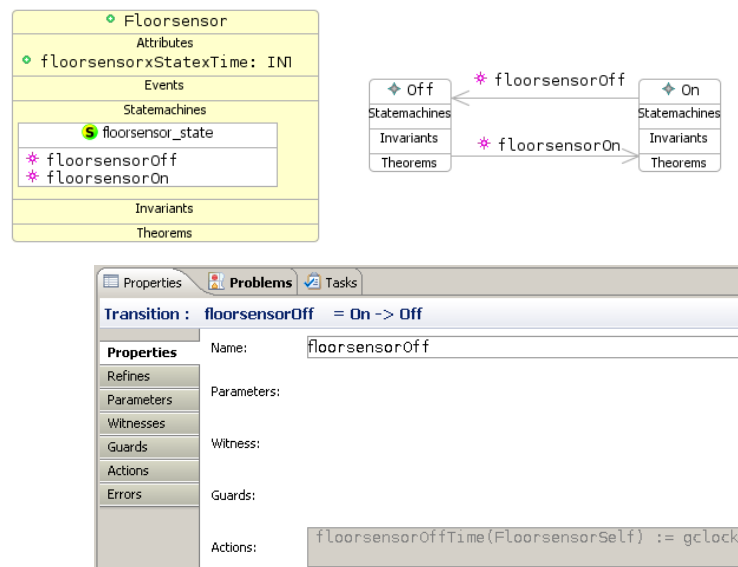 Floorsensor
Attributes
floorsensorxStatexTime: INT
Events
Statemachines
S floorsensor_state
floorsensorOff
floorsensorOn
Invariants
Theorems
Off
Statemachines
Invariants
Theorems
floorsensorOff
floorsensorOn
On
Statemachines
Invariants
Theorems
Properties Problems Tasks
Transition : floorsensorOff = On -> Off
Properties
Refines
Parameters
Witnesses
Guards
Actions
Errors
Name: floorsensorOff
Parameters:
Witness:
Guards:
Actions: floorsensorOffTime(FloorsensorSelf) := gclock